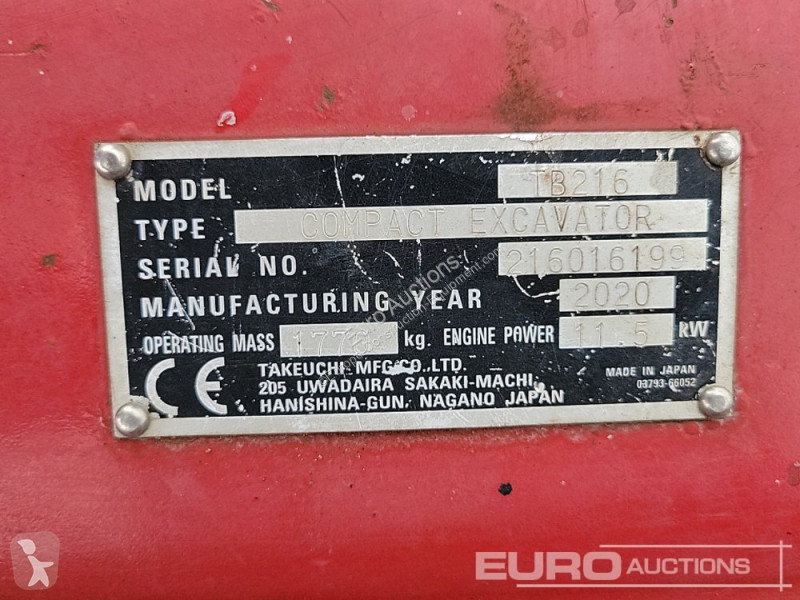 MODEL TB216
TYPE COMPACT EXCAVATOR
SERIAL NO. 216016199
MANUFACTURING YEAR 2020
OPERATING MASS kg. ENGINE POWER 11.5 kW
CE TAKEUCHI MFG.CO.,LTD.
205 UWADAIRA SAKAKI-MACHI,
HANISHINA-GUN, NAGANO JAPAN
MADE IN JAPAN
03793-66052
EURO AUCTIONS